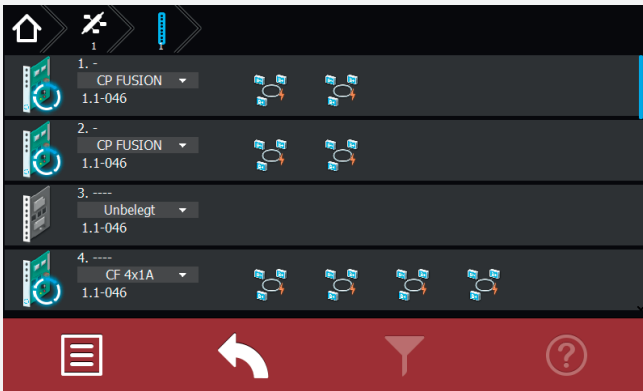 1
1
1. -
CP FUSION
1.1-046
2. -
CP FUSION
1.1-046
3. ----
Unbelegt
1.1-046
4. ----
CF 4x1A
1.1-046
?